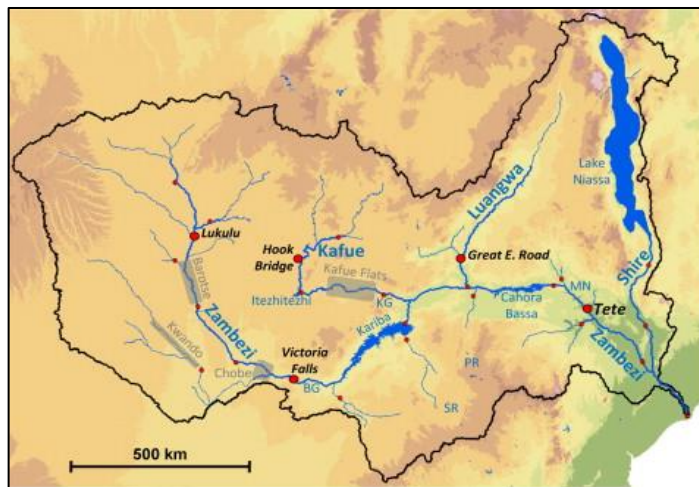 Lake
Niassa
Luangwa
Lukulu
Hook
Bridge
Kafue
Great E. Road
Shire
Barotse
Kafue Flats
Itezhitezhi
KG
Cahora
Bassa
MN
Tete
Zambezi
Kariba
Zambezi
Kwando
Victoria
Falls
Chobe
BG
PR
SR
500 km